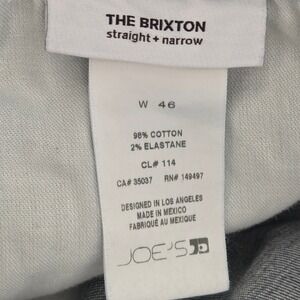 THE BRIXTON
straight + narrow
W 46
98% COTTON
2% ELASTANE
CL# 114
CA# 35037 RN# 149497
DESIGNED IN LOS ANGELES
MADE IN MEXICO
FABRIQUÉ AU MEXIQUE
JOE'S